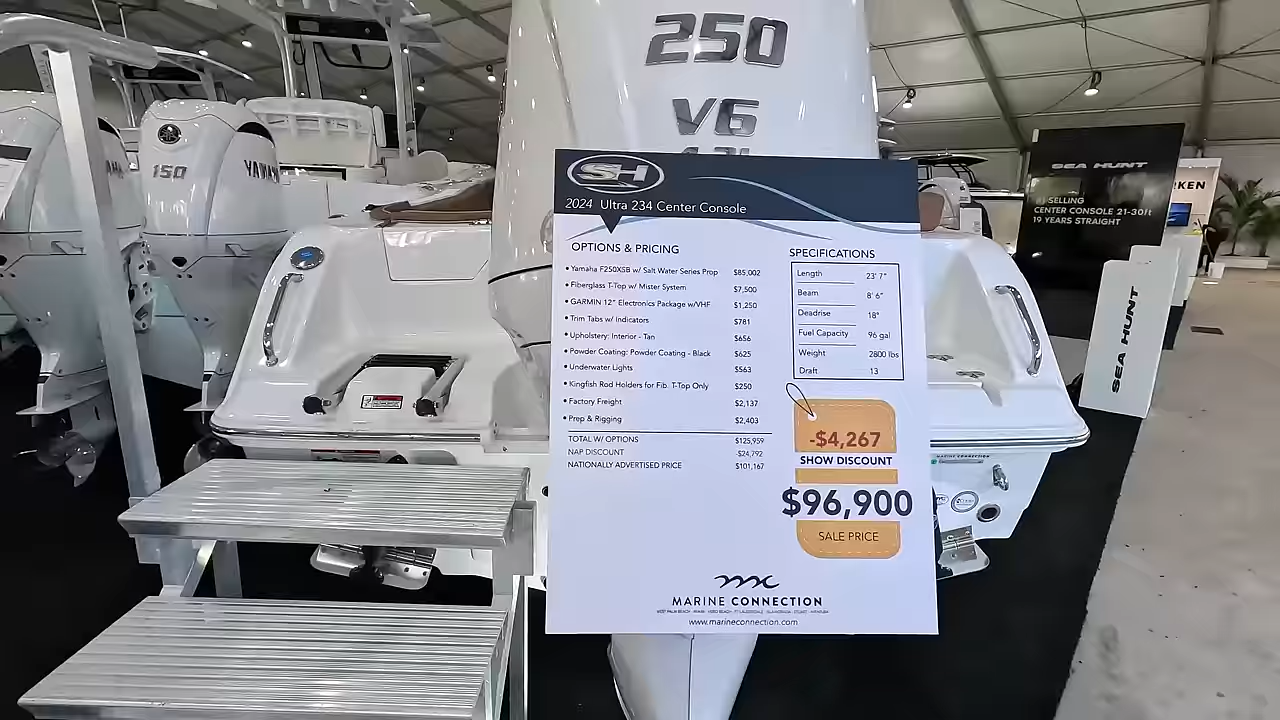 250
V6
150
YAMA
SH
2024 Ultra 234 Center Console
OPTIONS & PRICING
• Yamaha F250XSB w/ Salt Water Series Prop $85,002
• Fiberglass T-Top w/ Mister System $7,500
• GARMIN 12" Electronics Package w/VHF $1,250
• Trim Tabs w/ Indicators $781
• Upholstery: Interior - Tan $656
• Powder Coating: Powder Coating - Black $625
• Underwater Lights $563
• Kingfish Rod Holders for Fib. T-Top Only $250
• Factory Freight $2,137
• Prep & Rigging $2,403
TOTAL W/ OPTIONS $125,959
NAP DISCOUNT -$24,792
NATIONALLY ADVERTISED PRICE $101,167
SPECIFICATIONS
Length 23' 7"
Beam 8' 6"
Deadrise 18°
Fuel Capacity 96 gal
Weight 2800 lbs
Draft 13
-$4,267
SHOW DISCOUNT
$96,900
SALE PRICE
MARINE CONNECTION
www.marineconnection.com
SEA HUNT
#1 SELLING
CENTER CONSOLE 21-30ft
19 YEARS STRAIGHT
RKEN
SEA HUNT
MARINE CONNECTION